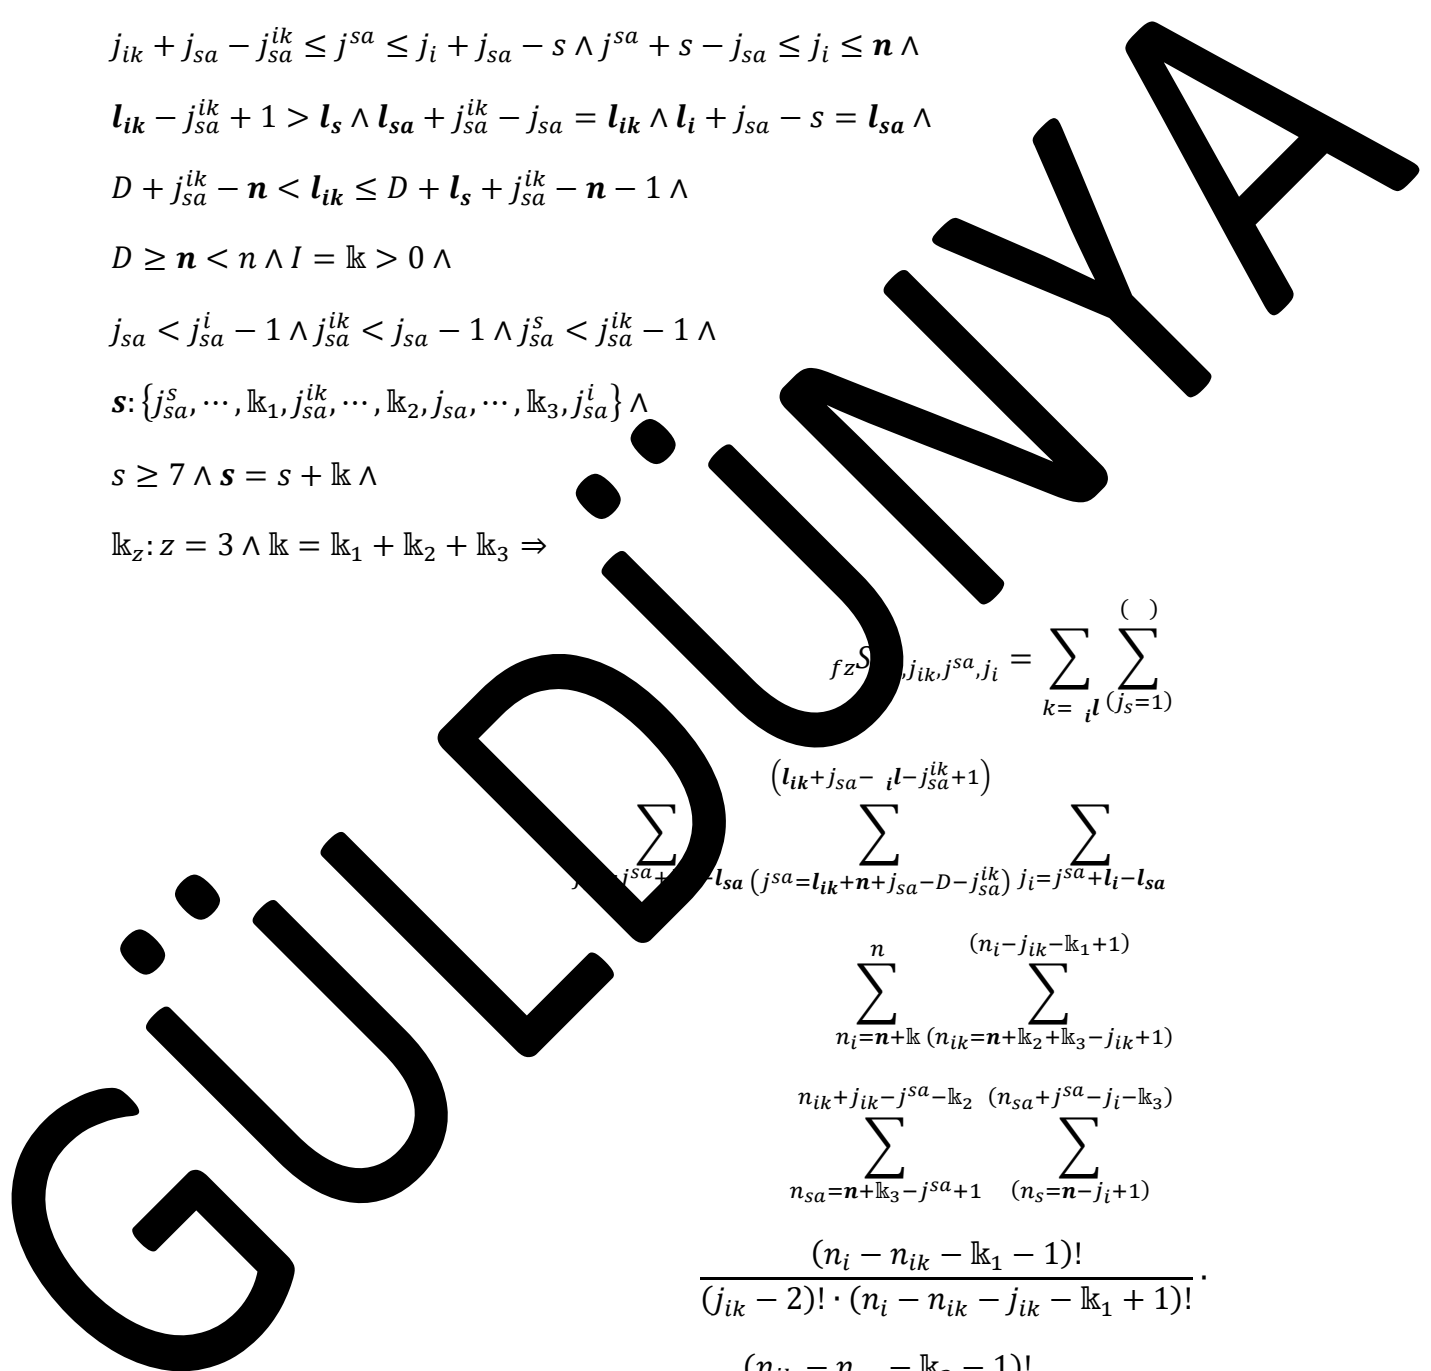 j_{ik} + j_{sa} − j_{sa}^{ik} ≤ j^{sa} ≤ j_i + j_{sa} − s ∧ j^{sa} + s − j_{sa} ≤ j_i ≤ n ∧
l_{ik} − j_{sa}^{ik} + 1 > l_s ∧ l_{sa} + j_{sa}^{ik} − j_{sa} = l_{ik} ∧ l_i + j_{sa} − s = l_{sa} ∧
D + j_{sa}^{ik} − n < l_{ik} ≤ D + l_s + j_{sa}^{ik} − n − 1 ∧
D ≥ n < n ∧ I = 𝕜 > 0 ∧
j_{sa} < j_{sa}^{i} − 1 ∧ j_{sa}^{ik} < j_{sa} − 1 ∧ j_{sa}^{s} < j_{sa}^{ik} − 1 ∧
s: {j_{sa}^{s}, ⋯, 𝕜_1, j_{sa}^{ik}, ⋯, 𝕜_2, j_{sa}, ⋯, 𝕜_3, j_{sa}^{i}} ∧
s ≥ 7 ∧ s = s + 𝕜 ∧
𝕜_z: z = 3 ∧ 𝕜 = 𝕜_1 + 𝕜_2 + 𝕜_3 ⇒
( )
_{fz}S_{,j_{ik},j^{sa},j_i} = ∑ ∑
k= _il (j_s=1)
(l_{ik}+j_{sa}− _il−j_{sa}^{ik}+1)
∑ ∑ ∑
l_{sa} (j^{sa}=l_{ik}+n+j_{sa}−D−j_{sa}^{ik}) j_i=j^{sa}+l_i−l_{sa}
n (n_i−j_{ik}−𝕜_1+1)
∑ ∑
n_i=n+𝕜 (n_{ik}=n+𝕜_2+𝕜_3−j_{ik}+1)
n_{ik}+j_{ik}−j^{sa}−𝕜_2 (n_{sa}+j^{sa}−j_i−𝕜_3)
∑ ∑
n_{sa}=n+𝕜_3−j^{sa}+1 (n_s=n−j_i+1)
(n_i − n_{ik} − 𝕜_1 − 1)!
(j_{ik} − 2)! · (n_i − n_{ik} − j_{ik} − 𝕜_1 + 1)! ·
GÜLDÜNYA